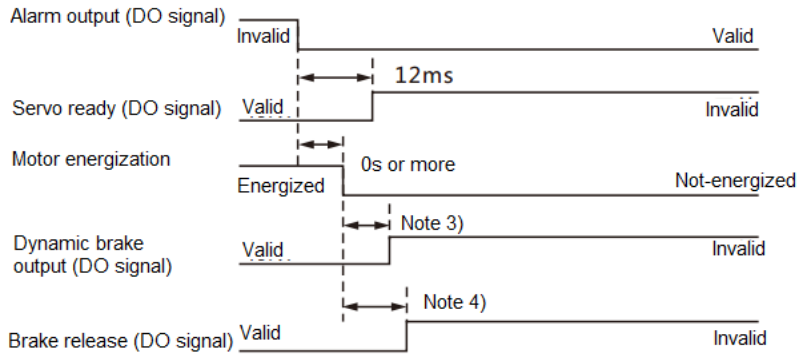 Alarm output (DO signal)
Invalid
Valid
12ms
Servo ready (DO signal)
Valid
Invalid
Motor energization
0s or more
Energized
Not-energized
Note 3)
Dynamic brake
output (DO signal)
Valid
Invalid
Note 4)
Brake release (DO signal)
Valid
Invalid